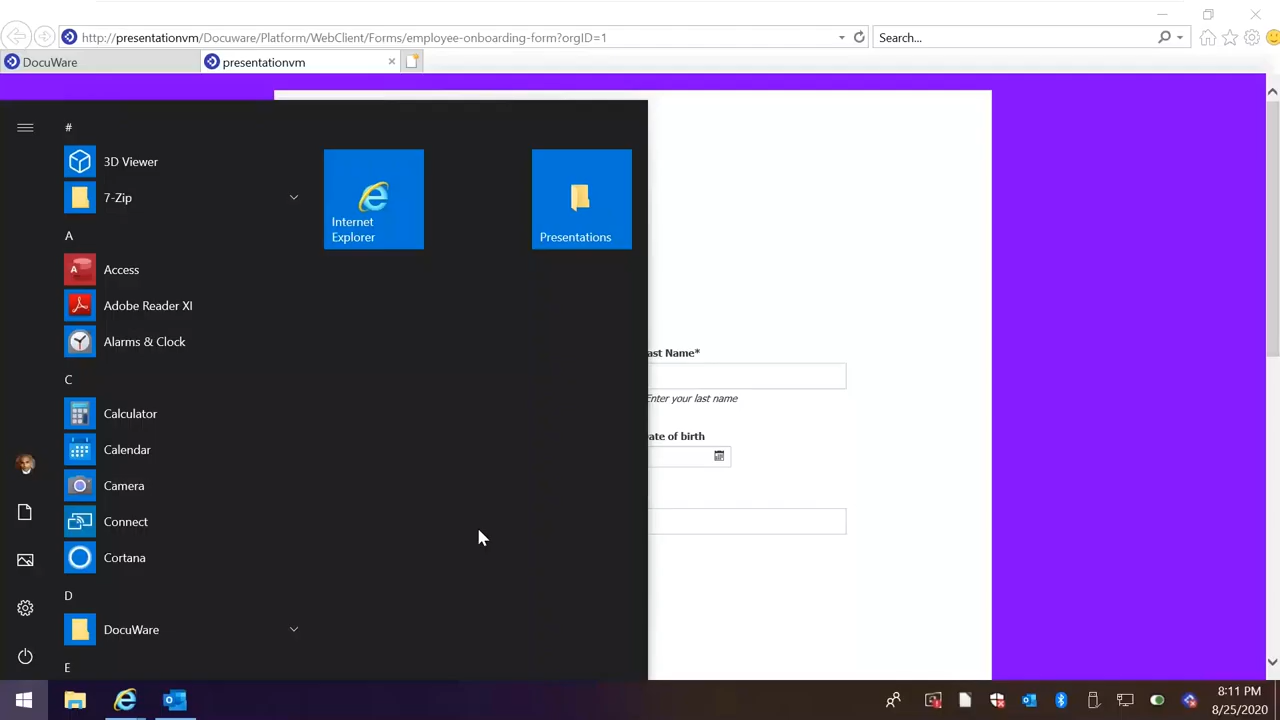 http://presentationvm/Docuware/Platform/WebClient/Forms/employee-onboarding-form?orgID=1
Search...
DocuWare
presentationvm
#
3D Viewer
7-Zip
Internet
Explorer
Presentations
A
Access
Adobe Reader XI
Alarms & Clock
ast Name*
Enter your last name
C
Calculator
ate of birth
Calendar
Camera
Connect
Cortana
D
DocuWare
E
8:11 PM
8/25/2020